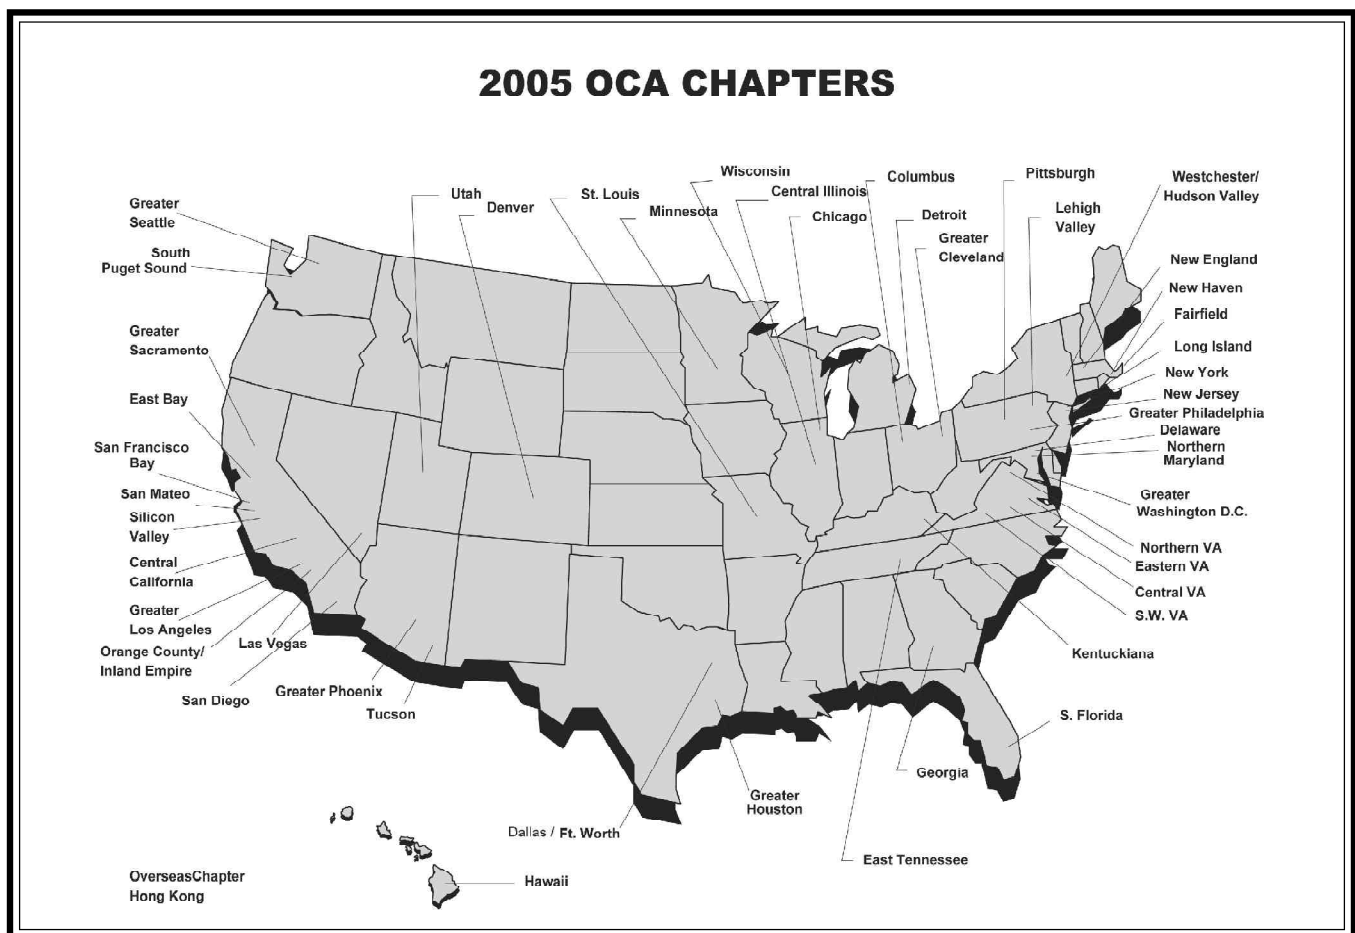 2005 OCA CHAPTERS
Wisconsin
Central Illinois
Columbus
Pittsburgh
Westchester/
Hudson Valley
Utah
Denver
St. Louis
Minnesota
Chicago
Detroit
Greater
Cleveland
Lehigh
Valley
Greater
Seattle
South
Puget Sound
Greater
Sacramento
East Bay
San Francisco
Bay
San Mateo
Silicon
Valley
Central
California
Greater
Los Angeles
Orange County/
Inland Empire
Las Vegas
San Diego
Greater Phoenix
Tucson
New England
New Haven
Fairfield
Long Island
New York
New Jersey
Greater Philadelphia
Delaware
Northern
Maryland
Greater
Washington D.C.
Northern VA
Eastern VA
Central VA
S.W. VA
Kentuckiana
S. Florida
Georgia
Greater
Houston
Dallas / Ft. Worth
East Tennessee
Hawaii
OverseasChapter
Hong Kong